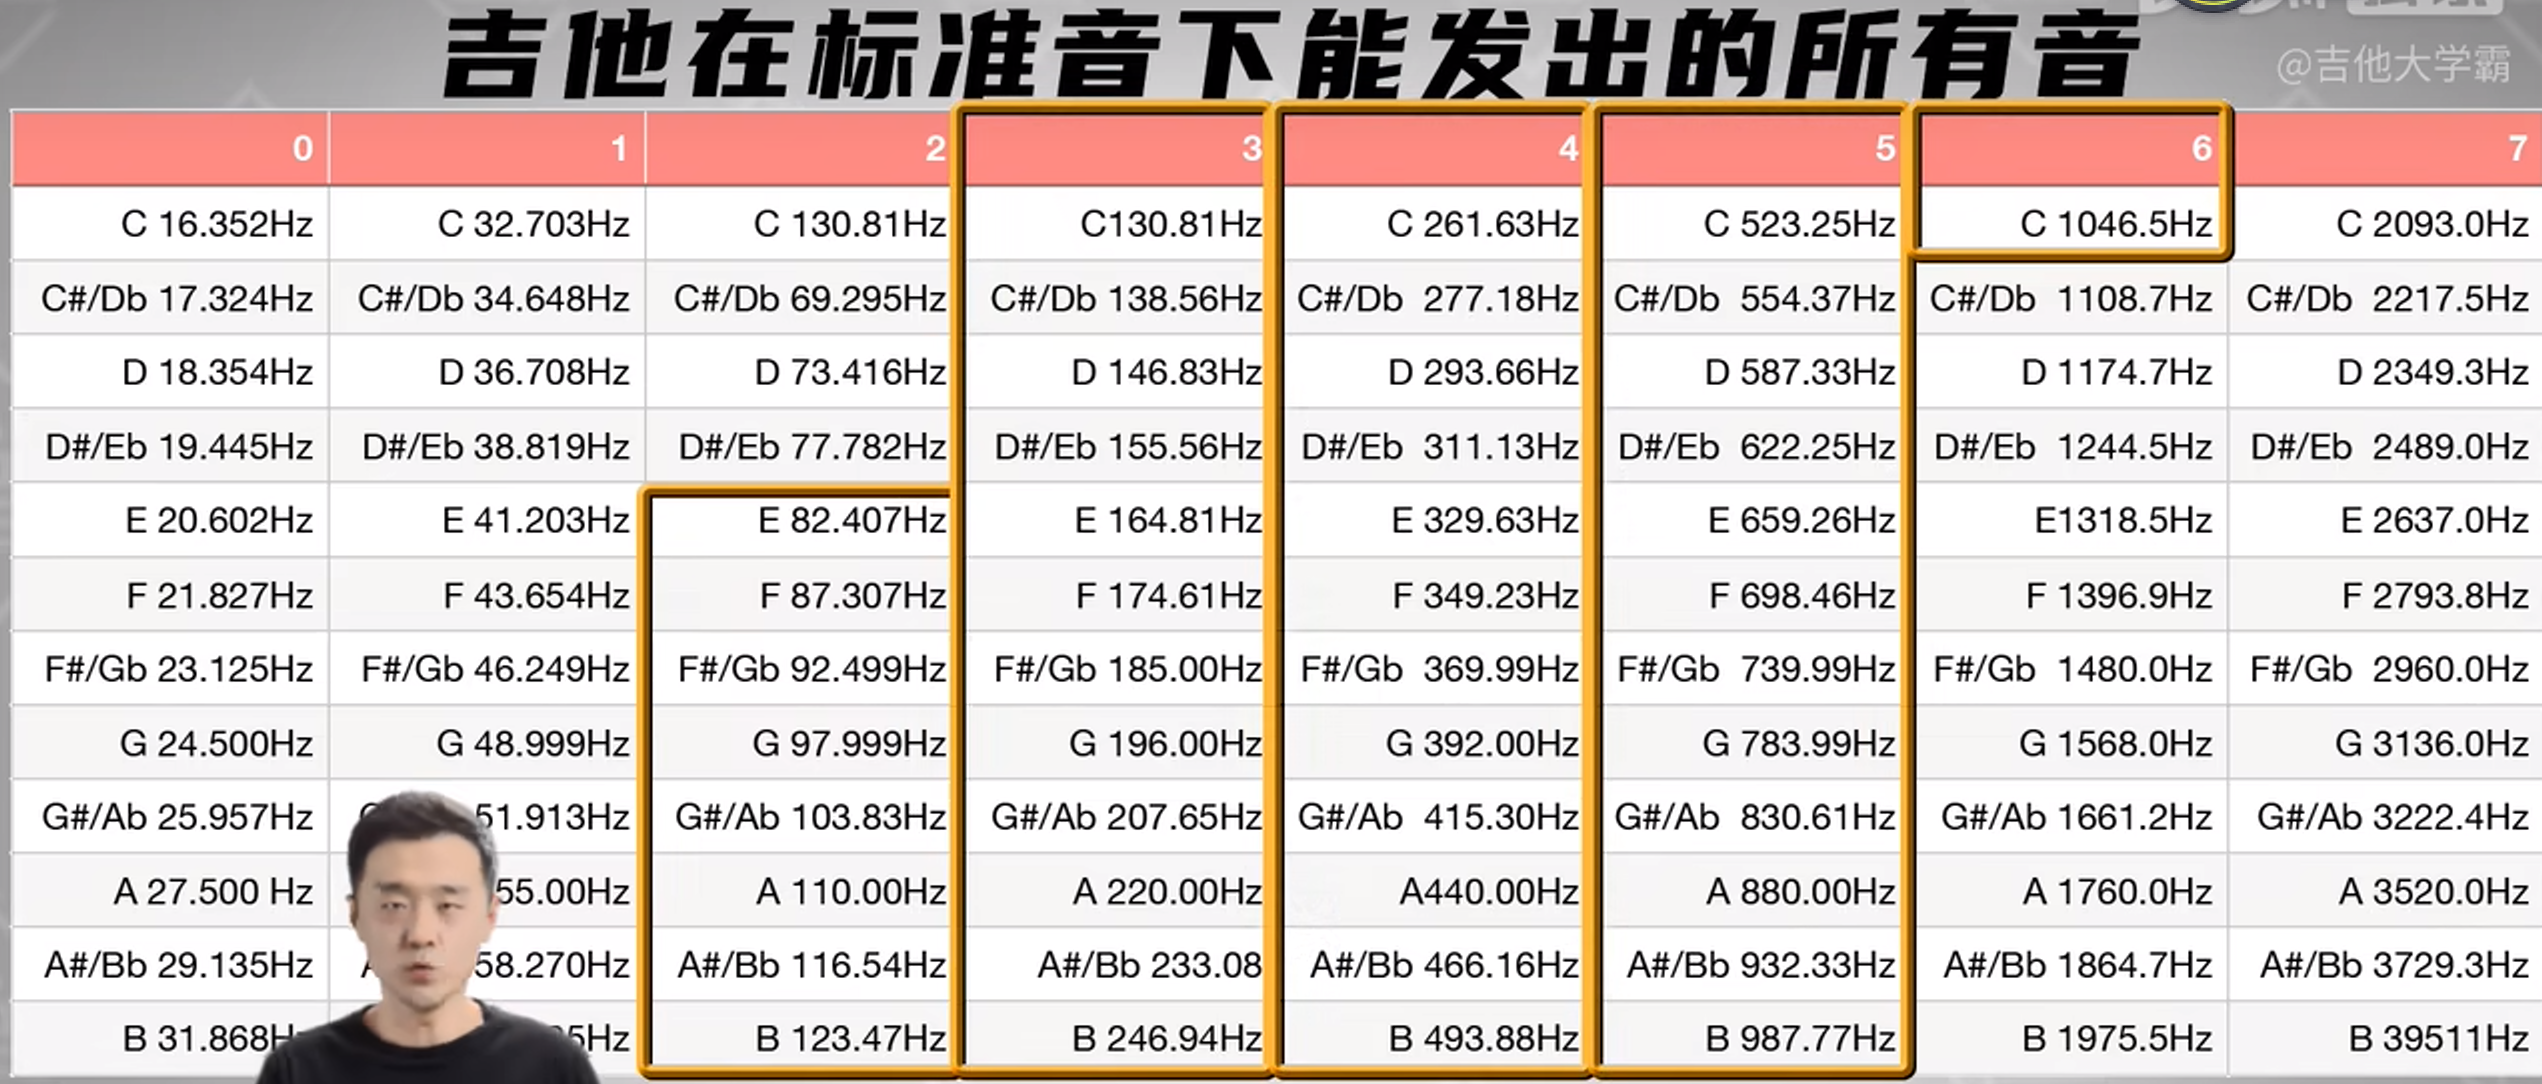 吉他在标准音下能发出的所有音
@吉他大学霸
0 1 2 3 4 5 6 7
C 16.352Hz C 32.703Hz C 130.81Hz C130.81Hz C 261.63Hz C 523.25Hz C 1046.5Hz C 2093.0Hz
C#/Db 17.324Hz C#/Db 34.648Hz C#/Db 69.295Hz C#/Db 138.56Hz C#/Db 277.18Hz C#/Db 554.37Hz C#/Db 1108.7Hz C#/Db 2217.5Hz
D 18.354Hz D 36.708Hz D 73.416Hz D 146.83Hz D 293.66Hz D 587.33Hz D 1174.7Hz D 2349.3Hz
D#/Eb 19.445Hz D#/Eb 38.819Hz D#/Eb 77.782Hz D#/Eb 155.56Hz D#/Eb 311.13Hz D#/Eb 622.25Hz D#/Eb 1244.5Hz D#/Eb 2489.0Hz
E 20.602Hz E 41.203Hz E 82.407Hz E 164.81Hz E 329.63Hz E 659.26Hz E1318.5Hz E 2637.0Hz
F 21.827Hz F 43.654Hz F 87.307Hz F 174.61Hz F 349.23Hz F 698.46Hz F 1396.9Hz F 2793.8Hz
F#/Gb 23.125Hz F#/Gb 46.249Hz F#/Gb 92.499Hz F#/Gb 185.00Hz F#/Gb 369.99Hz F#/Gb 739.99Hz F#/Gb 1480.0Hz F#/Gb 2960.0Hz
G 24.500Hz G 48.999Hz G 97.999Hz G 196.00Hz G 392.00Hz G 783.99Hz G 1568.0Hz G 3136.0Hz
G#/Ab 25.957Hz 51.913Hz G#/Ab 103.83Hz G#/Ab 207.65Hz G#/Ab 415.30Hz G#/Ab 830.61Hz G#/Ab 1661.2Hz G#/Ab 3222.4Hz
A 27.500 Hz 55.00Hz A 110.00Hz A 220.00Hz A440.00Hz A 880.00Hz A 1760.0Hz A 3520.0Hz
A#/Bb 29.135Hz 58.270Hz A#/Bb 116.54Hz A#/Bb 233.08 A#/Bb 466.16Hz A#/Bb 932.33Hz A#/Bb 1864.7Hz A#/Bb 3729.3Hz
B 31.868H B 123.47Hz B 246.94Hz B 493.88Hz B 987.77Hz B 1975.5Hz B 39511Hz